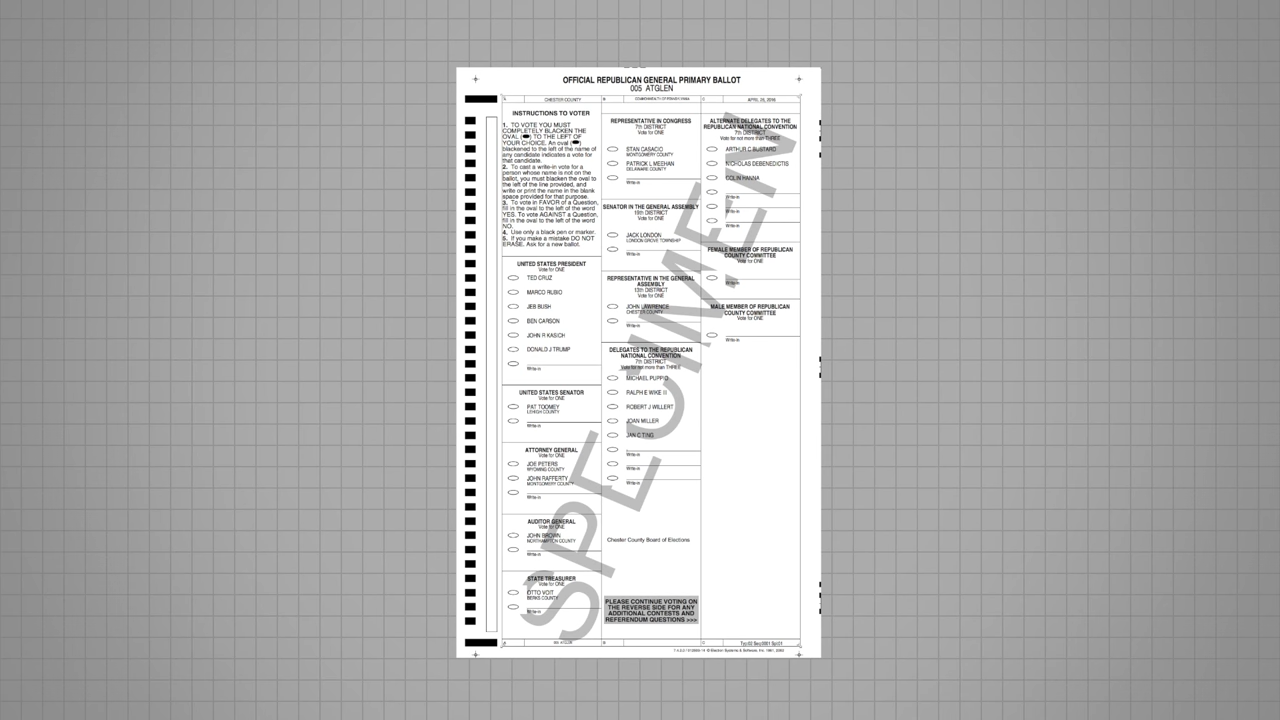 OFFICIAL REPUBLICAN GENERAL PRIMARY BALLOT
005 ATGLEN
A
CHESTER COUNTY
B
COMMONWEALTH OF PENNSYLVANIA
C
APRIL 26, 2016
INSTRUCTIONS TO VOTER
1. TO VOTE YOU MUST
COMPLETELY BLACKEN THE
OVAL ( ) TO THE LEFT OF
YOUR CHOICE. An oval ( )
blackened to the left of the name of
any candidate indicates a vote for
that candidate.
2. To cast a write-in vote for a
person whose name is not on the
ballot, you must blacken the oval to
the left of the line provided, and
write or print the name in the blank
space provided for that purpose.
3. To vote in FAVOR of a Question,
fill in the oval to the left of the word
YES. To vote AGAINST a Question,
fill in the oval to the left of the word
NO.
4. Use only a black pen or marker.
5. If you make a mistake DO NOT
ERASE. Ask for a new ballot.
UNITED STATES PRESIDENT
Vote for ONE
TED CRUZ
MARCO RUBIO
JEB BUSH
BEN CARSON
JOHN R KASICH
DONALD J TRUMP
Write-in
UNITED STATES SENATOR
Vote for ONE
PAT TOOMEY
LEHIGH COUNTY
Write-in
ATTORNEY GENERAL
Vote for ONE
JOE PETERS
WYOMING COUNTY
JOHN RAFFERTY
MONTGOMERY COUNTY
Write-in
AUDITOR GENERAL
Vote for ONE
JOHN BROWN
NORTHAMPTON COUNTY
Write-in
STATE TREASURER
Vote for ONE
OTTO VOIT
BERKS COUNTY
Write-in
REPRESENTATIVE IN CONGRESS
7th DISTRICT
Vote for ONE
STAN CASACIO
MONTGOMERY COUNTY
PATRICK L MEEHAN
DELAWARE COUNTY
Write-in
SENATOR IN THE GENERAL ASSEMBLY
19th DISTRICT
Vote for ONE
JACK LONDON
LONDON GROVE TOWNSHIP
Write-in
REPRESENTATIVE IN THE GENERAL
ASSEMBLY
13th DISTRICT
Vote for ONE
JOHN LAWRENCE
CHESTER COUNTY
Write-in
DELEGATES TO THE REPUBLICAN
NATIONAL CONVENTION
7th DISTRICT
Vote for not more than THREE
MICHAEL PUPPIO
RALPH E WIKE II
ROBERT J WILLERT
JOAN MILLER
JAN C TING
Write-in
Write-in
Write-in
Chester County Board of Elections
PLEASE CONTINUE VOTING ON
THE REVERSE SIDE FOR ANY
ADDITIONAL CONTESTS AND
REFERENDUM QUESTIONS >>>
ALTERNATE DELEGATES TO THE
REPUBLICAN NATIONAL CONVENTION
7th DISTRICT
Vote for not more than THREE
ARTHUR C BUSTARD
NICHOLAS DEBENEDICTIS
COLIN HANNA
Write-in
Write-in
Write-in
FEMALE MEMBER OF REPUBLICAN
COUNTY COMMITTEE
Vote for ONE
Write-in
MALE MEMBER OF REPUBLICAN
COUNTY COMMITTEE
Vote for ONE
Write-in
SPECIMEN
A
B
C
Typ:02 Seq:0001 Spl:01